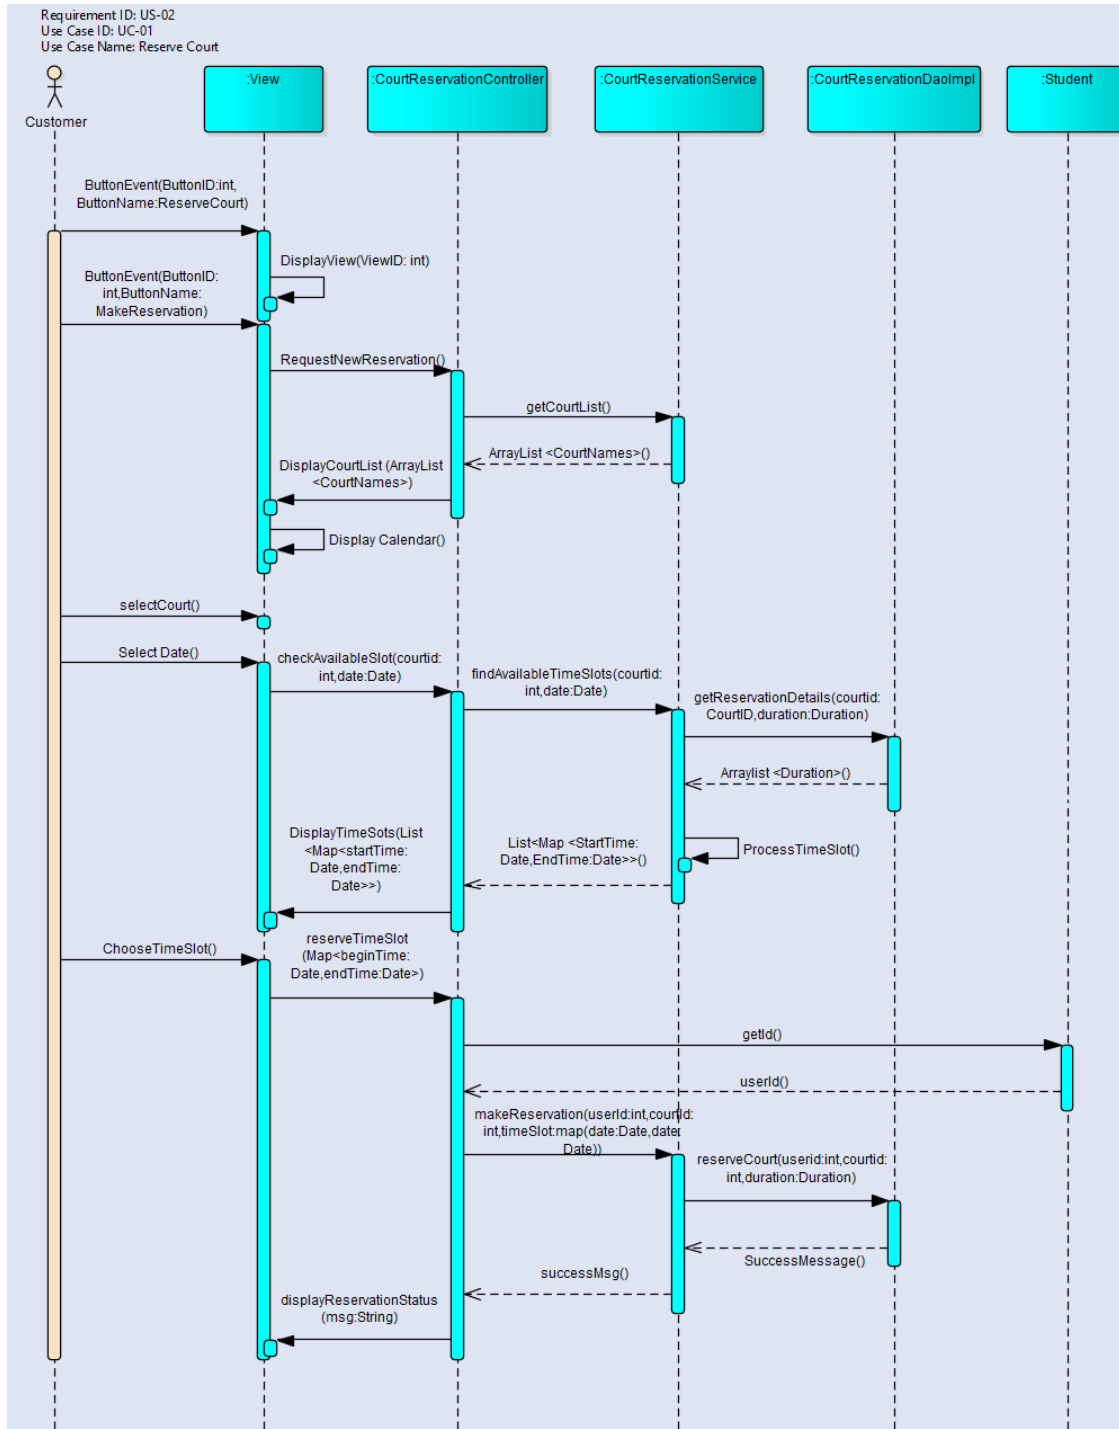 Requirement ID: US-02
Use Case ID: UC-01
Use Case Name: Reserve Court
Customer
:View
:CourtReservationController
:CourtReservationService
:CourtReservationDaoImpl
:Student
ButtonEvent(ButtonID:int,
ButtonName:ReserveCourt)
DisplayView(ViewID: int)
ButtonEvent(ButtonID:
int,ButtonName:
MakeReservation)
RequestNewReservation()
getCourtList()
ArrayList <CourtNames>()
DisplayCourtList (ArrayList
<CourtNames>)
Display Calendar()
selectCourt()
Select Date()
checkAvailableSlot(courtid:
int,date:Date)
findAvailableTimeSlots(courtid:
int,date:Date)
getReservationDetails(courtid:
CourtID,duration:Duration)
Arraylist <Duration>()
ProcessTimeSlot()
List<Map <StartTime:
Date,EndTime:Date>>()
DisplayTimeSots(List
<Map<startTime:
Date,endTime:
Date>>)
ChooseTimeSlot()
reserveTimeSlot
(Map<beginTime:
Date,endTime:Date>)
getId()
userId()
makeReservation(userId:int,courtId:
int,timeSlot:map(date:Date,date:
Date))
reserveCourt(userid:int,courtid:
int,duration:Duration)
SuccessMessage()
successMsg()
displayReservationStatus
(msg:String)